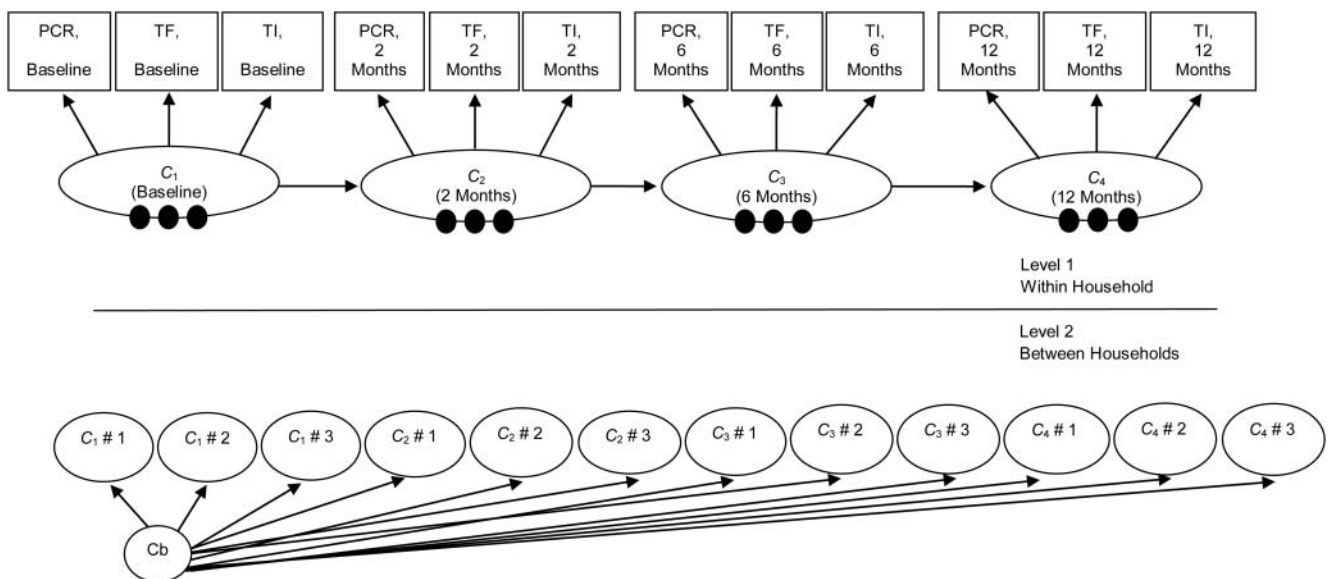 PCR,
Baseline
TF,
Baseline
TI,
Baseline
PCR,
2
Months
TF,
2
Months
TI,
2
Months
PCR,
6
Months
TF,
6
Months
TI,
6
Months
PCR,
12
Months
TF,
12
Months
TI,
12
Months
C₁
(Baseline)
C₂
(2 Months)
C₃
(6 Months)
C₄
(12 Months)
Level 1
Within Household
Level 2
Between Households
C₁ # 1
C₁ # 2
C₁ # 3
C₂ # 1
C₂ # 2
C₂ # 3
C₃ # 1
C₃ # 2
C₃ # 3
C₄ # 1
C₄ # 2
C₄ # 3
Cb